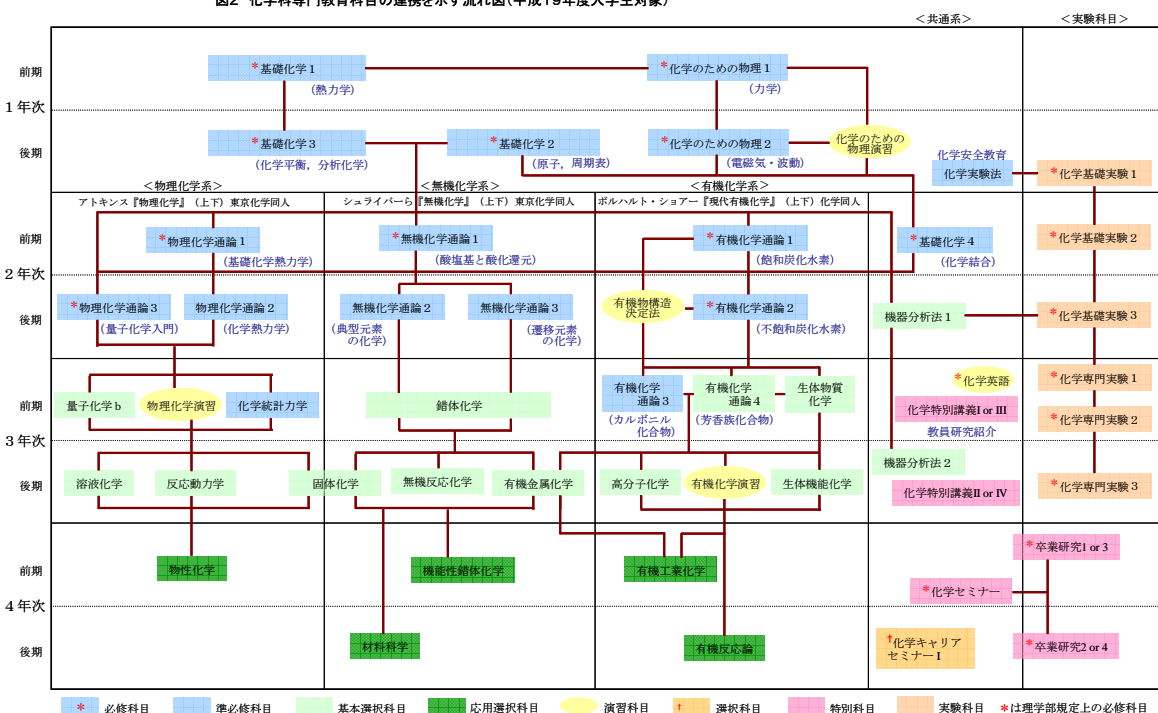 図2 化学科専門教育科目の連携を示す流れ図(平成19年度入学生対象)
＜共通系＞
＜実験科目＞
前期
1年次
後期
*基礎化学1
(熱力学)
*化学のための物理1
(力学)
*基礎化学3
(化学平衡, 分析化学)
*基礎化学2
(原子, 周期表)
*化学のための物理2
(電磁気・波動)
化学のための
物理演習
化学安全教育
化学実験法
*化学基礎実験1
＜物理化学系＞
＜無機化学系＞
＜有機化学系＞
アトキンス『物理化学』（上下）東京化学同人
シュライバーら『無機化学』（上下）東京化学同人
ボルハルト・ショアー『現代有機化学』（上下）化学同人
前期
2年次
後期
*物理化学通論1
(基礎化学熱力学)
*無機化学通論1
(酸塩基と酸化還元)
*有機化学通論1
(飽和炭化水素)
*基礎化学4
(化学結合)
*化学基礎実験2
*物理化学通論3
(量子化学入門)
物理化学通論2
(化学熱力学)
無機化学通論2
(典型元素
の化学)
無機化学通論3
(遷移元素
の化学)
有機物構造
決定法
*有機化学通論2
(不飽和炭化水素)
機器分析法1
*化学基礎実験3
前期
3年次
後期
量子化学b
物理化学演習
化学統計力学
錯体化学
有機化学
通論3
(カルボニル
化合物)
有機化学
通論4
(芳香族化合物)
生体物質
化学
*化学英語
化学特別講義I or III
教員研究紹介
*化学専門実験1
*化学専門実験2
溶液化学
反応動力学
固体化学
無機反応化学
有機金属化学
高分子化学
有機化学演習
生体機能化学
機器分析法2
化学特別講義II or IV
*化学専門実験3
前期
4年次
後期
物性化学
機能性錯体化学
有機工業化学
*卒業研究1 or 3
*化学セミナー
材料科学
有機反応論
†化学キャリア
セミナーI
*卒業研究2 or 4
* 必修科目
準必修科目
基本選択科目
応用選択科目
演習科目
† 選択科目
特別科目
実験科目
*は理学部規定上の必修科目